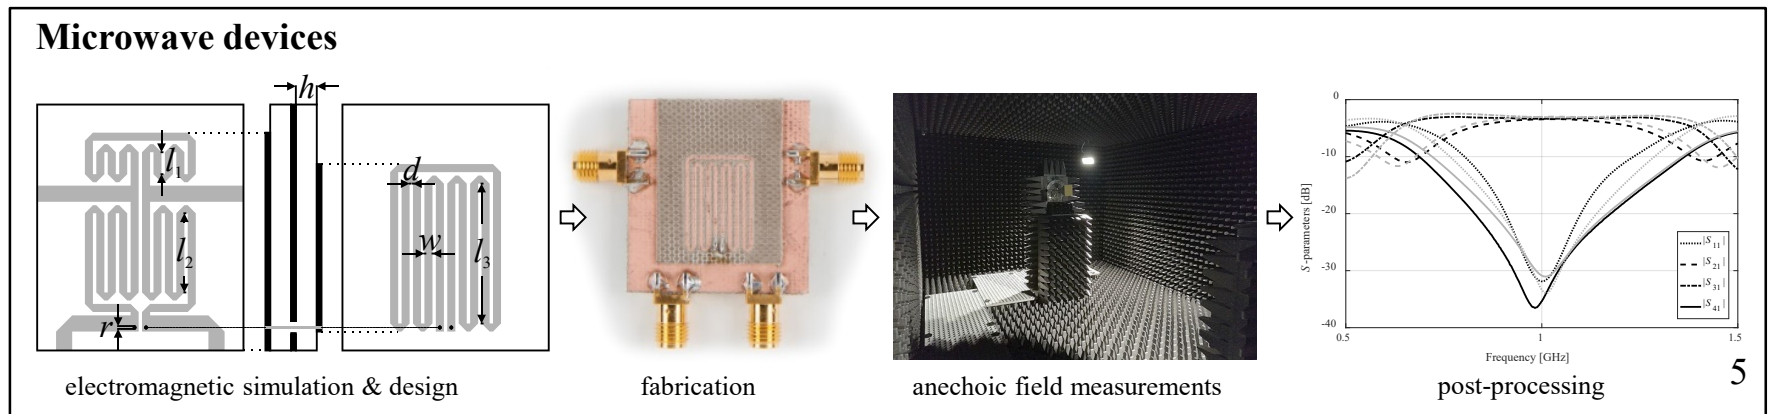 Microwave devices
h
l1
l2
r
d
w
l3
electromagnetic simulation & design
fabrication
anechoic field measurements
0
-10
-20
-30
-40
S-parameters [dB]
0.5
1
1.5
Frequency [GHz]
|S11|
|S21|
|S31|
|S41|
post-processing
5